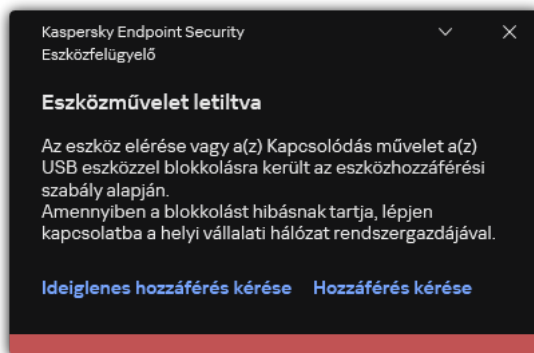 Kaspersky Endpoint Security
Eszközfelügyelő
Eszközművelet letiltva
Az eszköz elérése vagy a(z) Kapcsolódás művelet a(z)
USB eszközzel blokkolásra került az eszközhozzáférési
szabály alapján.
Amennyiben a blokkolást hibásnak tartja, lépjen
kapcsolatba a helyi vállalati hálózat rendszergazdájával.
Ideiglenes hozzáférés kérése Hozzáférés kérése